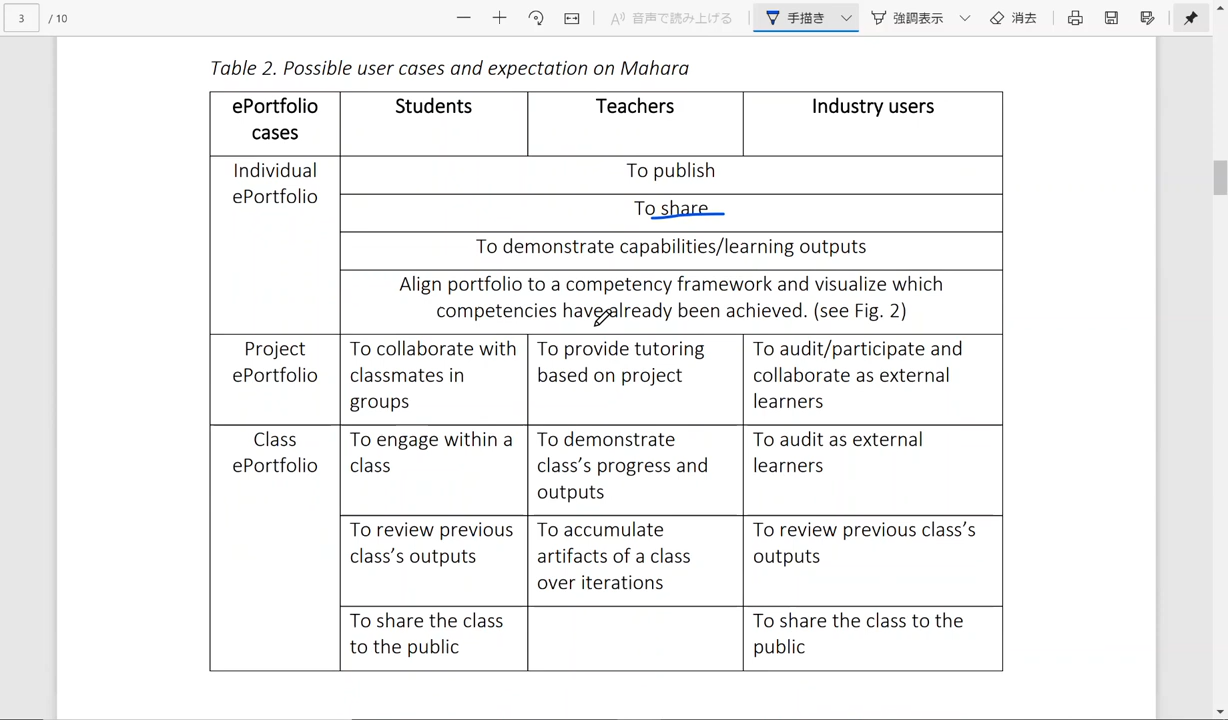 3 / 10 音声で読み上げる 手描き 強調表示 消去
Table 2. Possible user cases and expectation on Mahara
ePortfolio cases Students Teachers Industry users
Individual
ePortfolio
To publish
To share
To demonstrate capabilities/learning outputs
Align portfolio to a competency framework and visualize which
competencies have already been achieved. (see Fig. 2)
Project
ePortfolio
To collaborate with
classmates in
groups
To provide tutoring
based on project
To audit/participate and
collaborate as external
learners
Class
ePortfolio
To engage within a
class
To demonstrate
class’s progress and
outputs
To audit as external
learners
To review previous
class’s outputs
To accumulate
artifacts of a class
over iterations
To review previous class’s
outputs
To share the class
to the public
To share the class to the
public